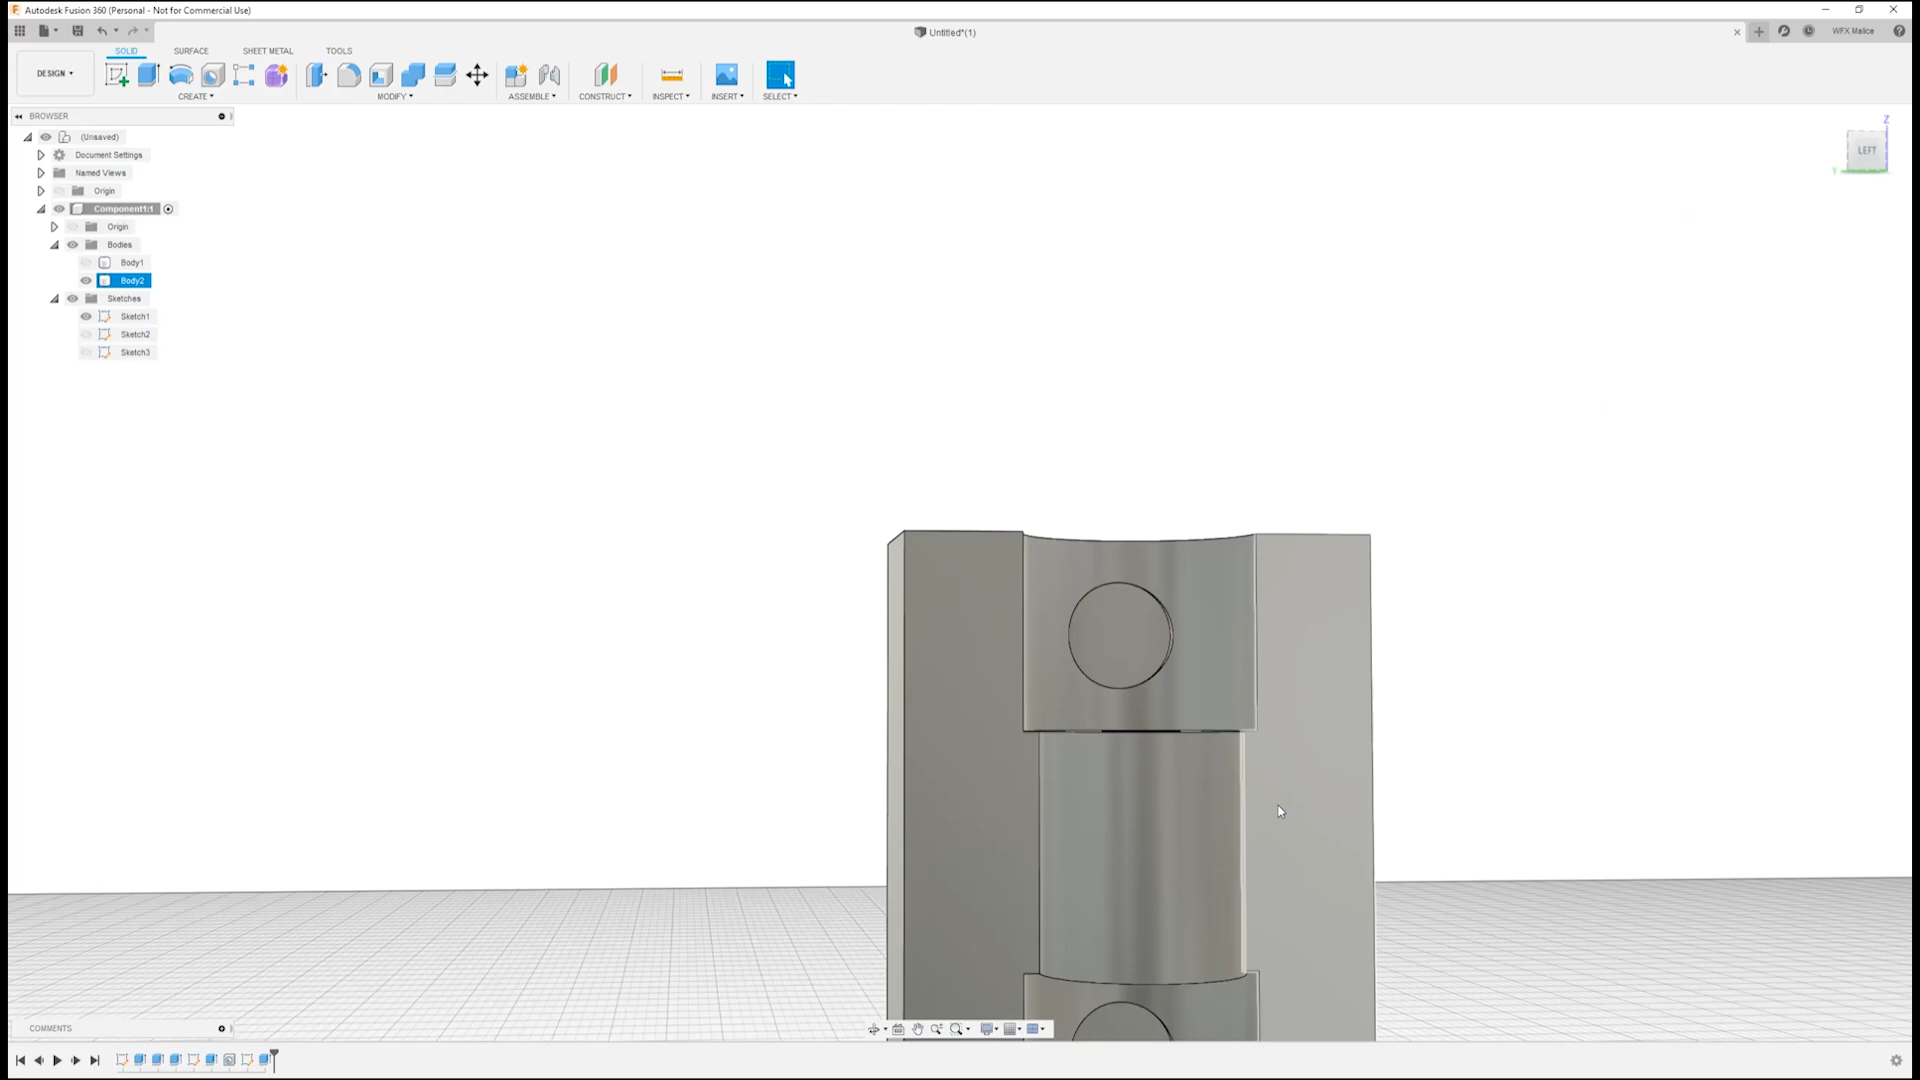 Autodesk Fusion 360 (Personal - Not for Commercial Use)
Untitled*(1)
WFX Malice
DESIGN
SOLID SURFACE SHEET METAL TOOLS
CREATE MODIFY ASSEMBLE CONSTRUCT INSPECT INSERT SELECT
BROWSER
(Unsaved)
Document Settings
Named Views
Origin
Component1:1
Origin
Bodies
Body1
Body2
Sketches
Sketch1
Sketch2
Sketch3
Z
LEFT
Y
COMMENTS